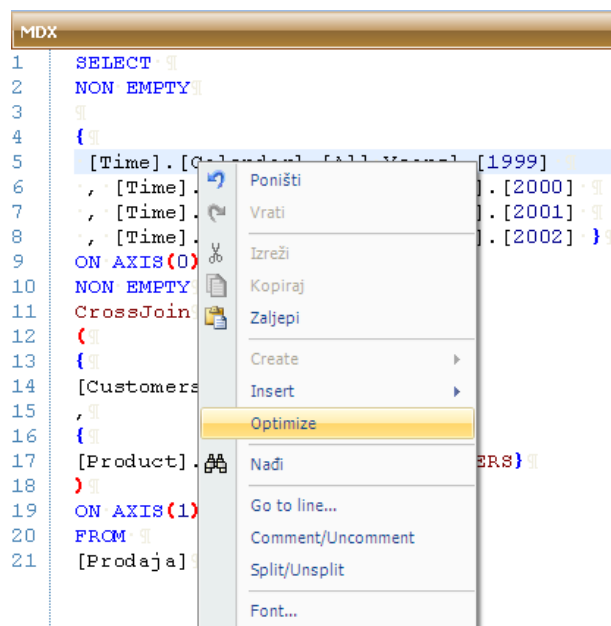 MDX
1 SELECT ¶
2 NON EMPTY¶
3 ¶
4 {¶
5 [Time].[Calendar].[All Years].[1999] ¶
6 , [Time]. ].[2000] ¶
7 , [Time]. ].[2001] ¶
8 , [Time]. ].[2002] }¶
9 ON AXIS(0)
10 NON EMPTY
11 CrossJoin
12 (¶
13 {¶
14 [Customers
15 ,¶
16 {¶
17 [Product]. ERS}¶
18 )¶
19 ON AXIS(1)
20 FROM ¶
21 [Prodaja]
Poništi
Vrati
Izreži
Kopiraj
Zaljepi
Create
Insert
Optimize
Nađi
Go to line...
Comment/Uncomment
Split/Unsplit
Font...